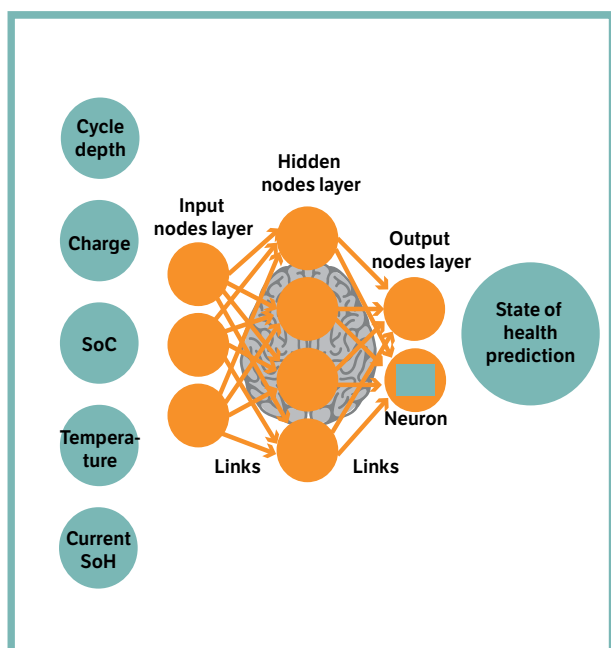 Cycle
depth
Charge
SoC
Tempera-
ture
Current
SoH
Input
nodes layer
Hidden
nodes layer
Output
nodes layer
Neuron
Links
Links
State of
health
prediction